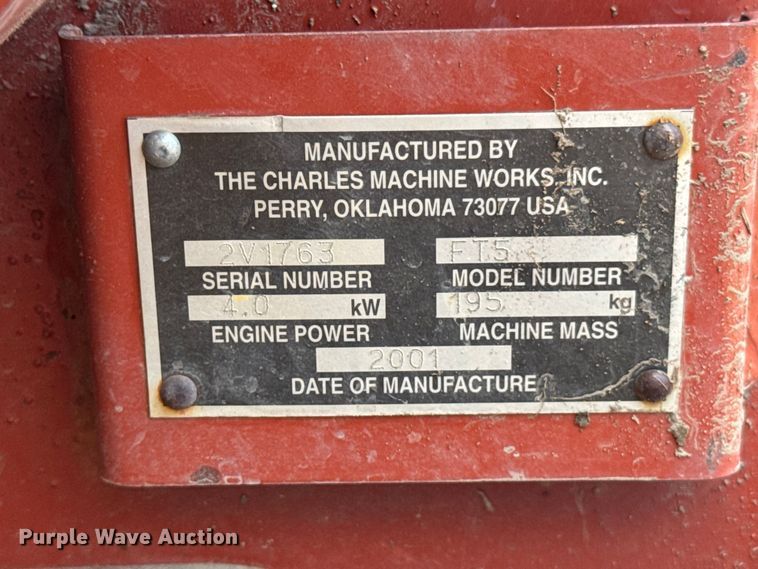 MANUFACTURED BY
THE CHARLES MACHINE WORKS, INC.
PERRY, OKLAHOMA 73077 USA
2V1763 FT5
SERIAL NUMBER MODEL NUMBER
4.0 kW 195 kg
ENGINE POWER MACHINE MASS
2001
DATE OF MANUFACTURE
Purple Wave Auction